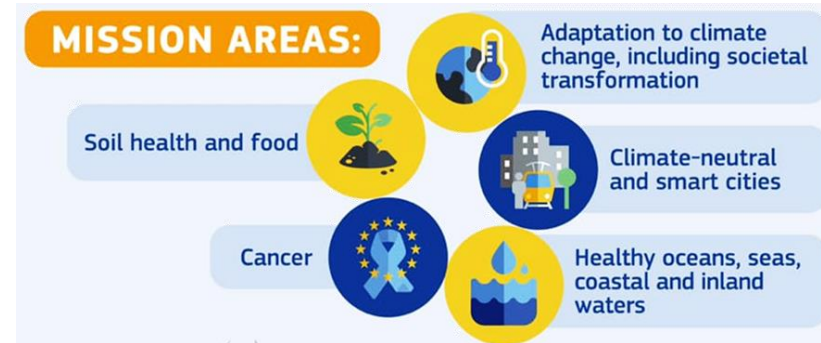 MISSION AREAS:
Adaptation to climate
change, including societal
transformation
Soil health and food
Climate-neutral
and smart cities
Cancer
Healthy oceans, seas,
coastal and inland
waters